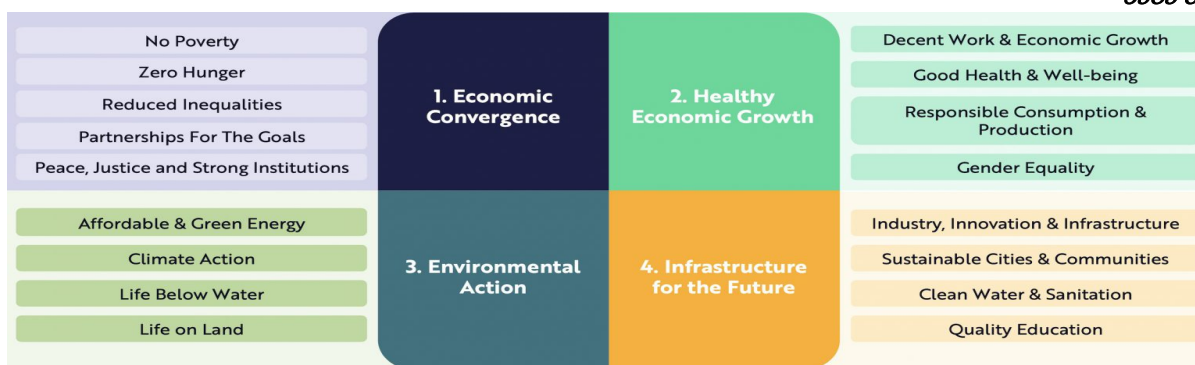 No Poverty
Zero Hunger
Reduced Inequalities
Partnerships For The Goals
Peace, Justice and Strong Institutions
1. Economic
Convergence
2. Healthy
Economic Growth
Decent Work & Economic Growth
Good Health & Well-being
Responsible Consumption &
Production
Gender Equality
Affordable & Green Energy
Climate Action
Life Below Water
Life on Land
3. Environmental
Action
4. Infrastructure
for the Future
Industry, Innovation & Infrastructure
Sustainable Cities & Communities
Clean Water & Sanitation
Quality Education